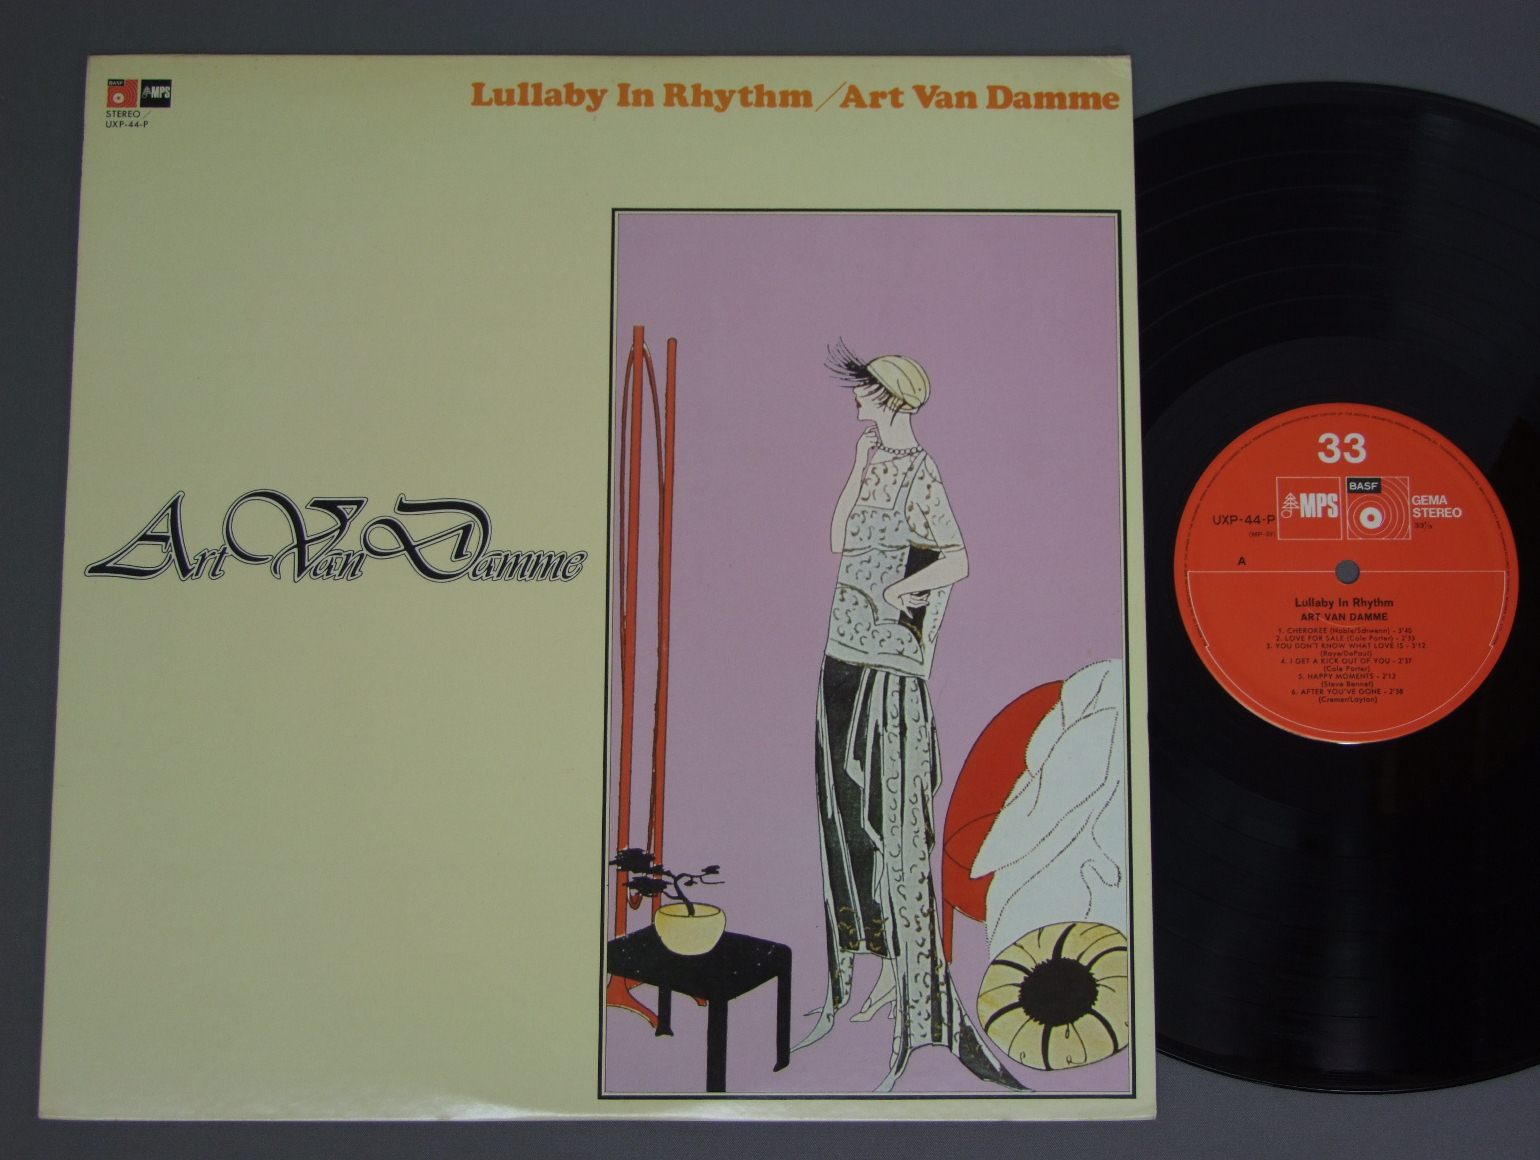 BASF
MPS
STEREO/
UXP-44-P
Lullaby In Rhythm/Art Van Damme
Art Van Damme
33
MPS
BASF
GEMA
STEREO
33⅓
UXP-44-P
A
Lullaby In Rhythm
ART VAN DAMME
1. CHEROKEE (Noble/Schwenn) - 3'45
2. LOVE FOR SALE (Cole Porter) - 2'33
3. YOU DON'T KNOW WHAT LOVE IS - 3'12
(Raye/DePaul)
4. I GET A KICK OUT OF YOU - 2'37
(Cole Porter)
5. HAPPY MOMENTS - 2'12
(Steve Bennet)
6. AFTER YOU'VE GONE - 2'58
(Cremer/Layton)